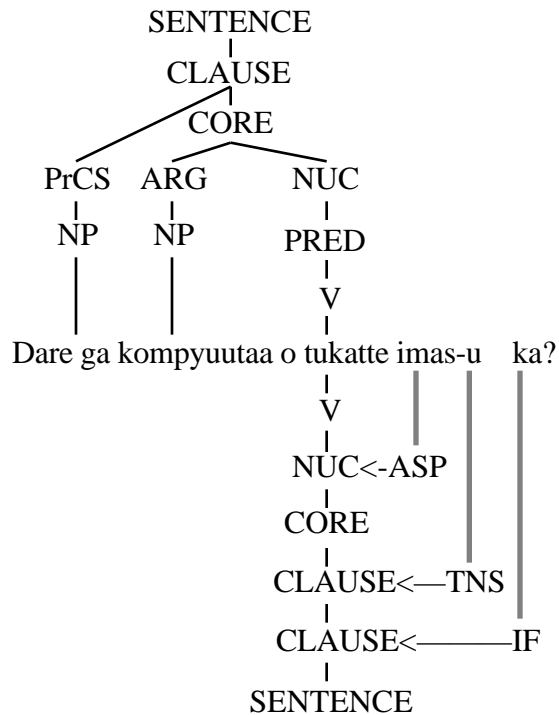 SENTENCE
CLAUSE
CORE
PrCS ARG NUC
NP NP PRED
V
Dare ga kompyuutaa o tukatte imas-u ka?
V
NUC<-ASP
CORE
CLAUSE<—TNS
CLAUSE<———IF
SENTENCE